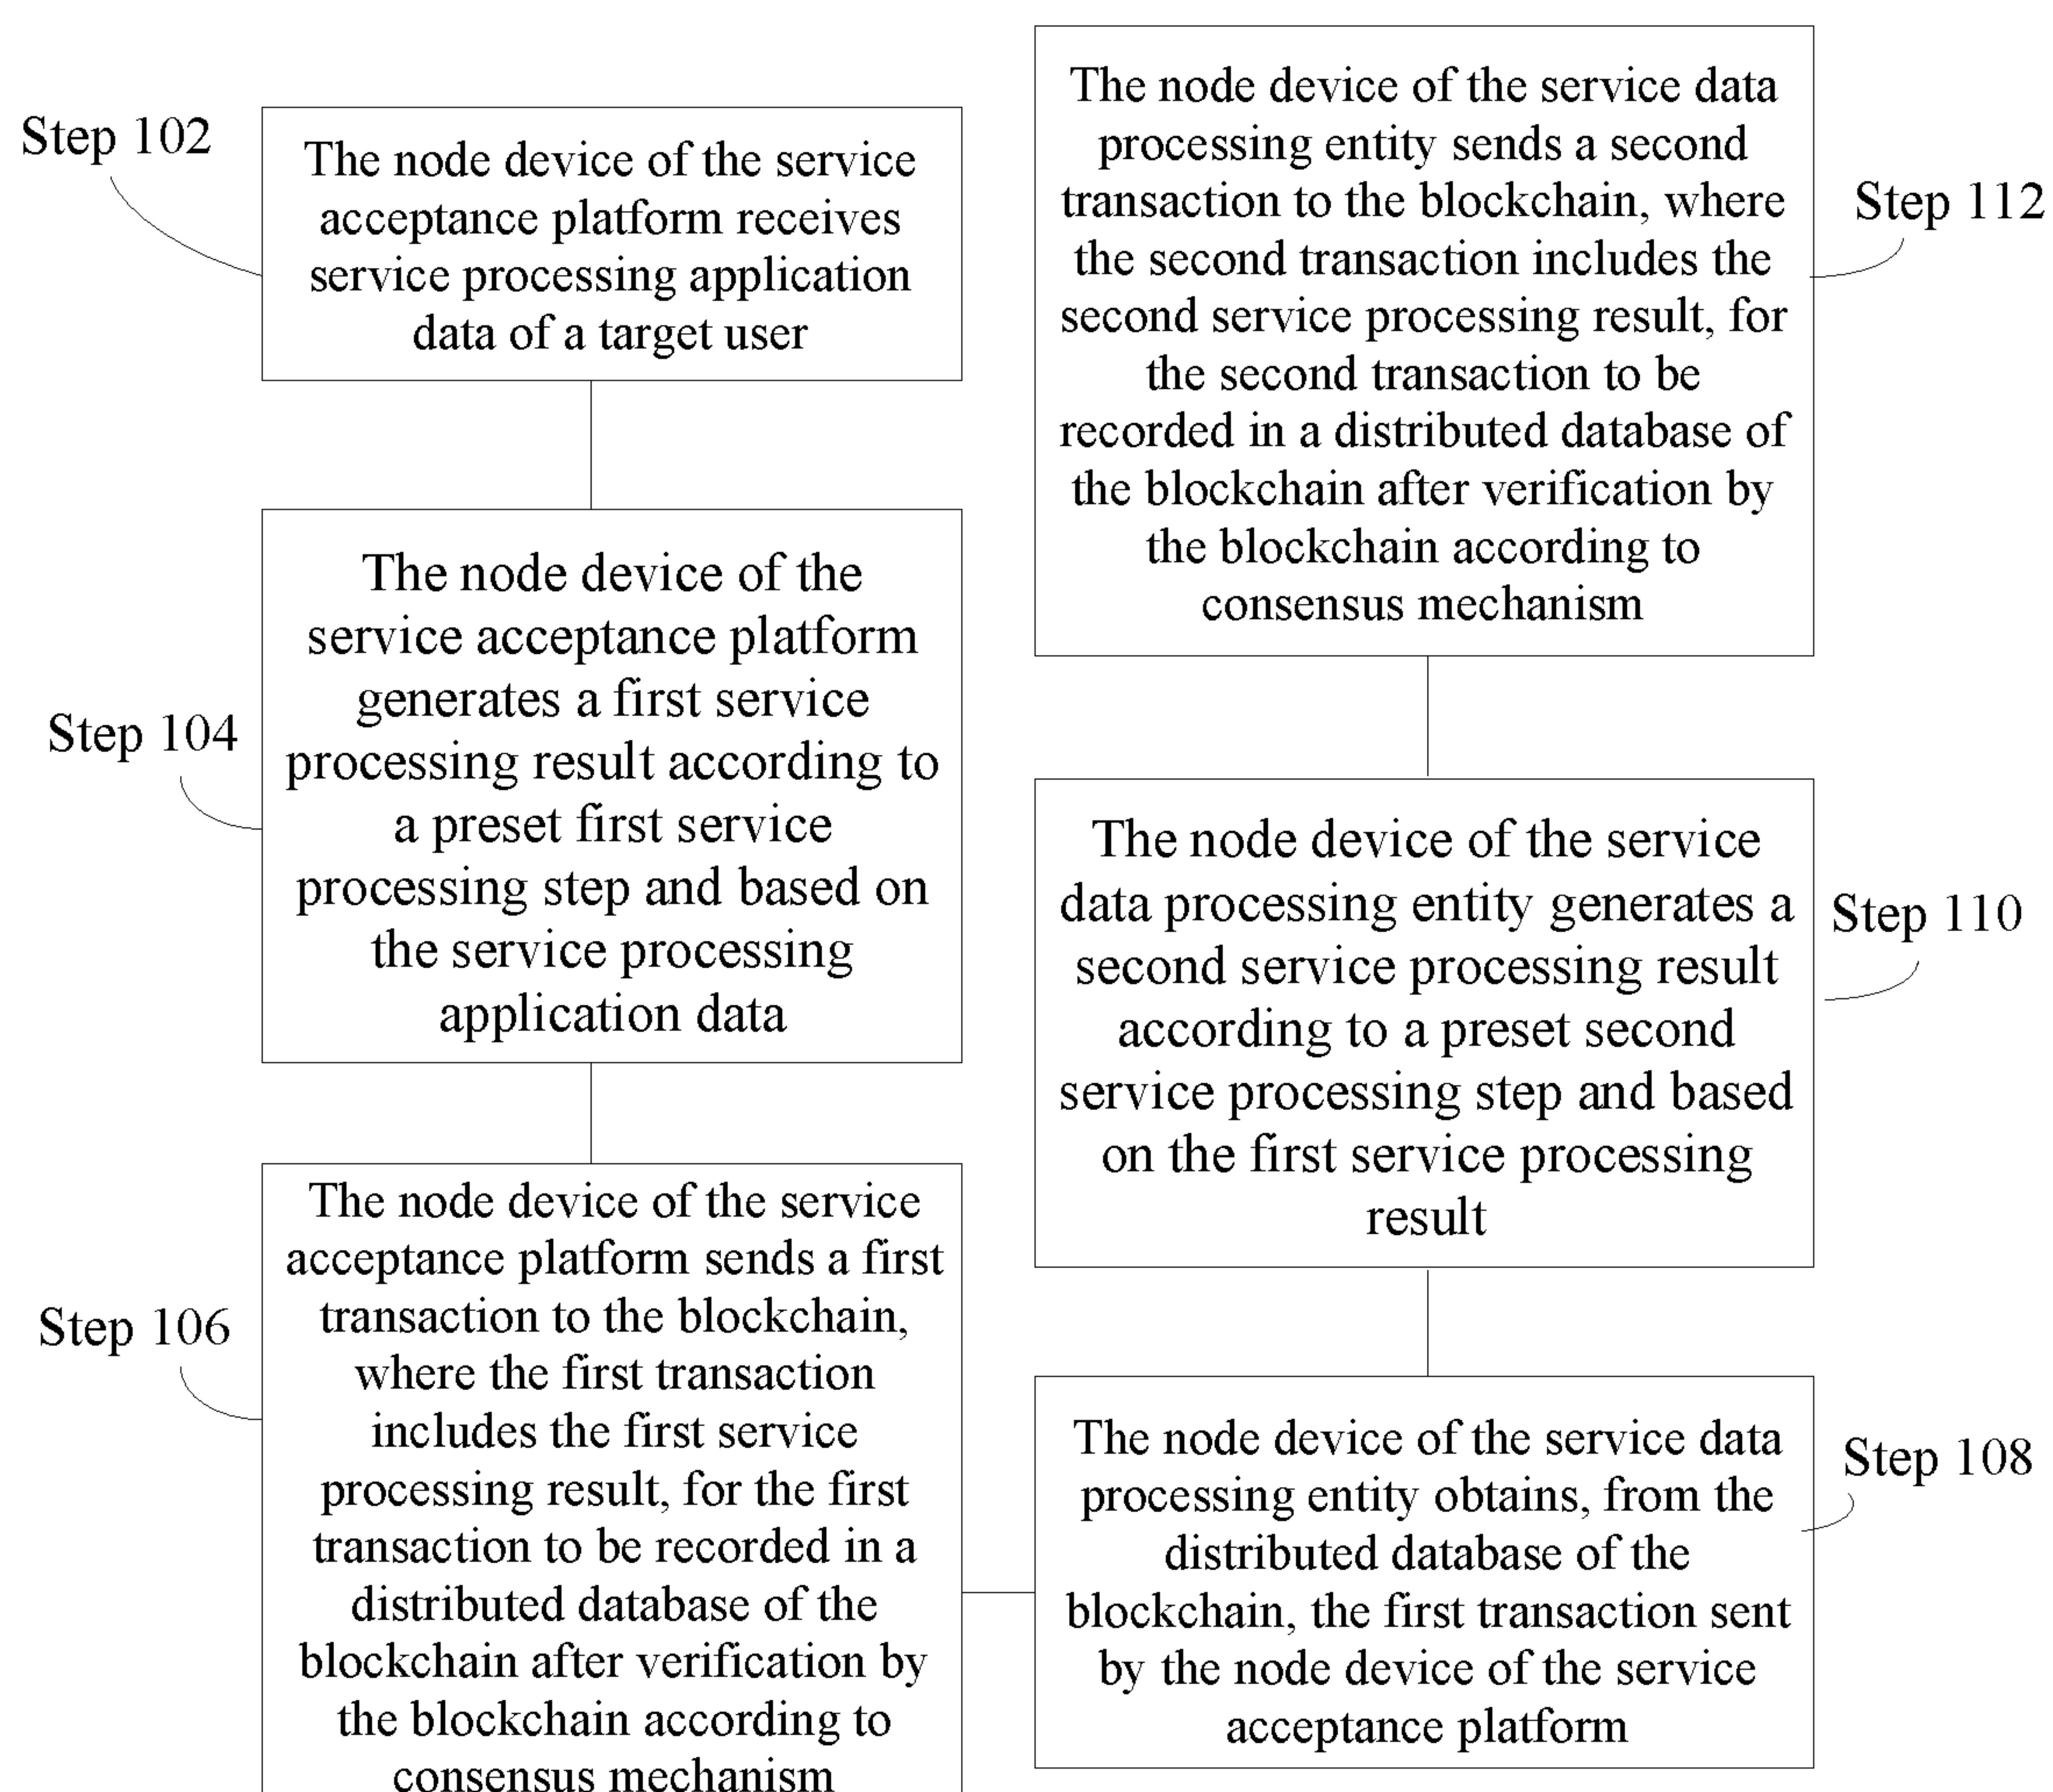 Step 102
The node device of the service
acceptance platform receives
service processing application
data of a target user
Step 104
The node device of the
service acceptance platform
generates a first service
processing result according to
a preset first service
processing step and based on
the service processing
application data
Step 106
The node device of the service
acceptance platform sends a first
transaction to the blockchain,
where the first transaction
includes the first service
processing result, for the first
transaction to be recorded in a
distributed database of the
blockchain after verification by
the blockchain according to
consensus mechanism
The node device of the service data
processing entity sends a second
transaction to the blockchain, where
the second transaction includes the
second service processing result, for
the second transaction to be
recorded in a distributed database of
the blockchain after verification by
the blockchain according to
consensus mechanism
Step 112
The node device of the service
data processing entity generates a
second service processing result
according to a preset second
service processing step and based
on the first service processing
result
Step 110
The node device of the service data
processing entity obtains, from the
distributed database of the
blockchain, the first transaction sent
by the node device of the service
acceptance platform
Step 108